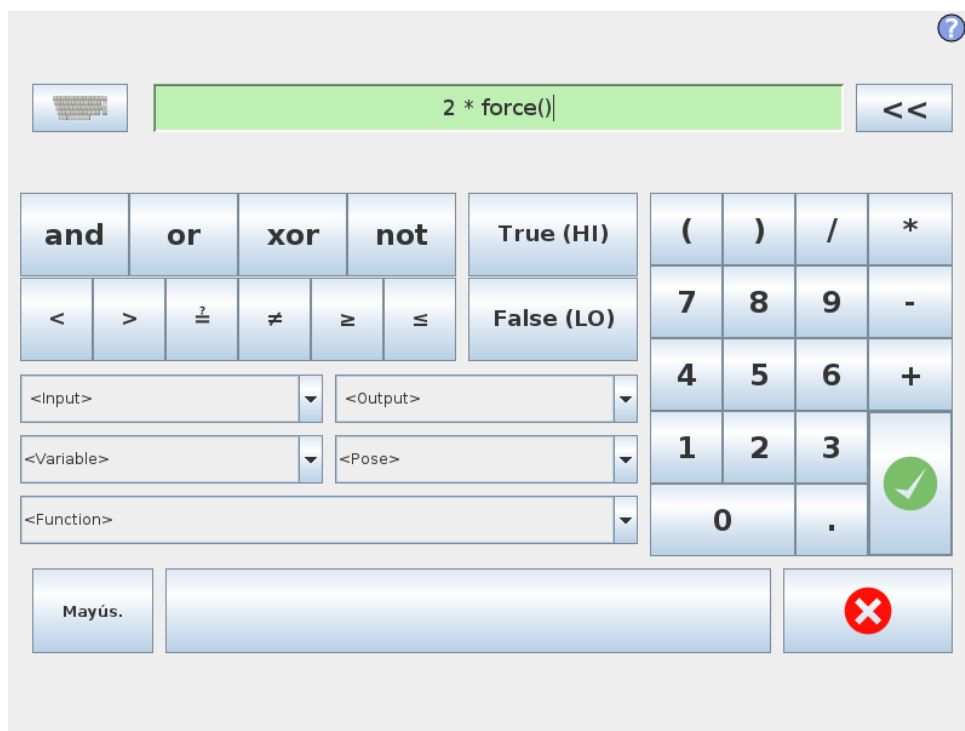 ?
2 * force()
<<
and or xor not True (HI) ( ) / *
< > ≟ ≠ ≥ ≤ False (LO) 7 8 9 -
<Input> <Output> 4 5 6 +
<Variable> <Pose> 1 2 3
<Function> 0 .
Mayús.